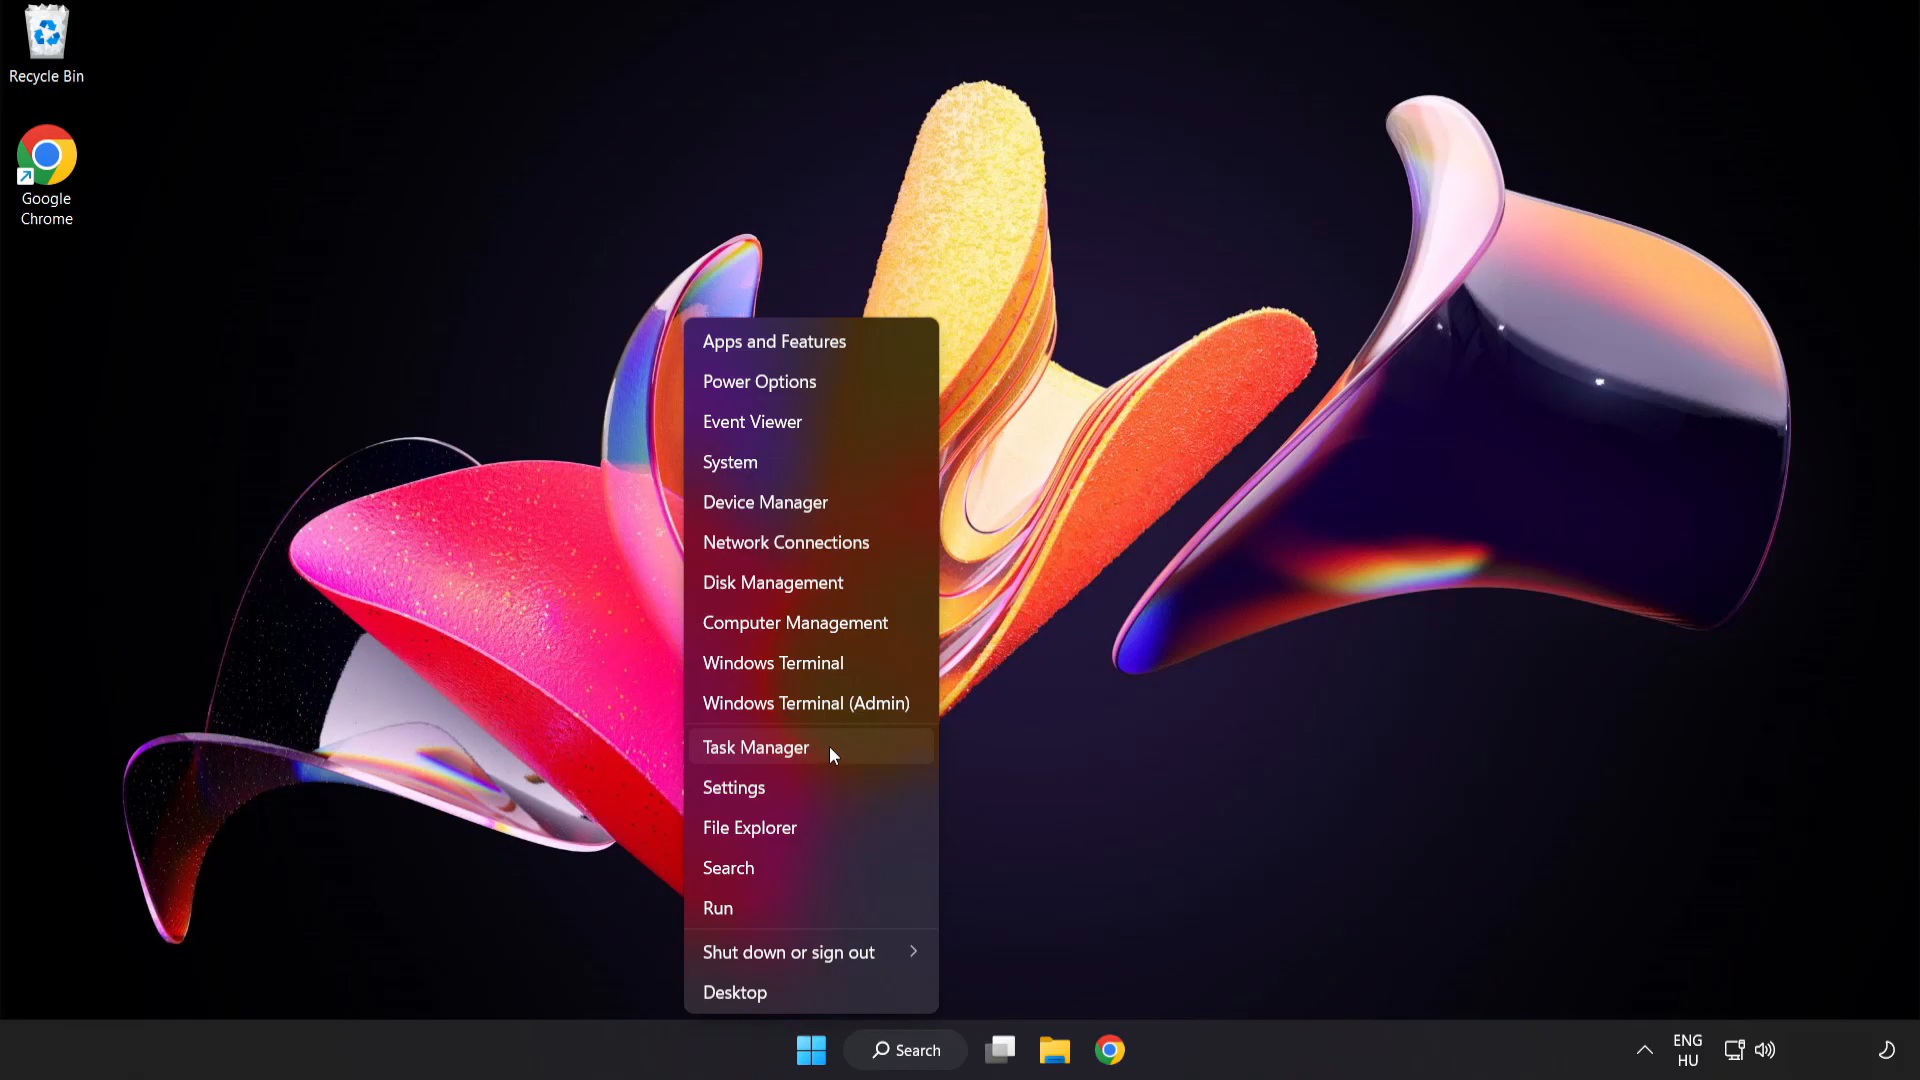 Recycle Bin
Google
Chrome
Apps and Features
Power Options
Event Viewer
System
Device Manager
Network Connections
Disk Management
Computer Management
Windows Terminal
Windows Terminal (Admin)
Task Manager
Settings
File Explorer
Search
Run
Shut down or sign out
Desktop
Search
ENG
HU